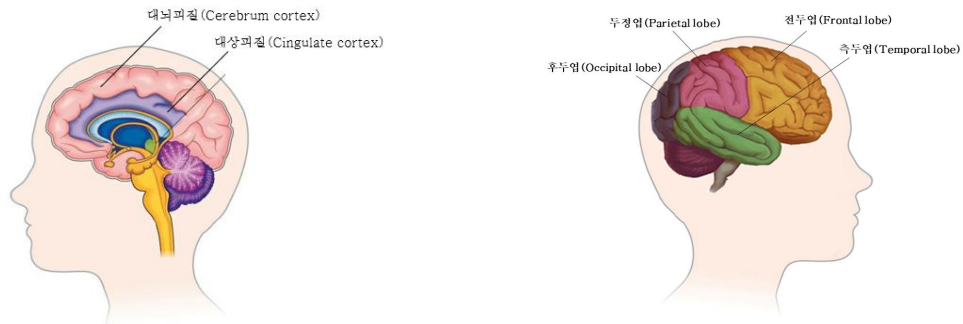 대뇌피질(Cerebrum cortex)
대상피질(Cingulate cortex)
두정엽(Parietal lobe)
전두엽(Frontal lobe)
측두엽(Temporal lobe)
후두엽(Occipital lobe)